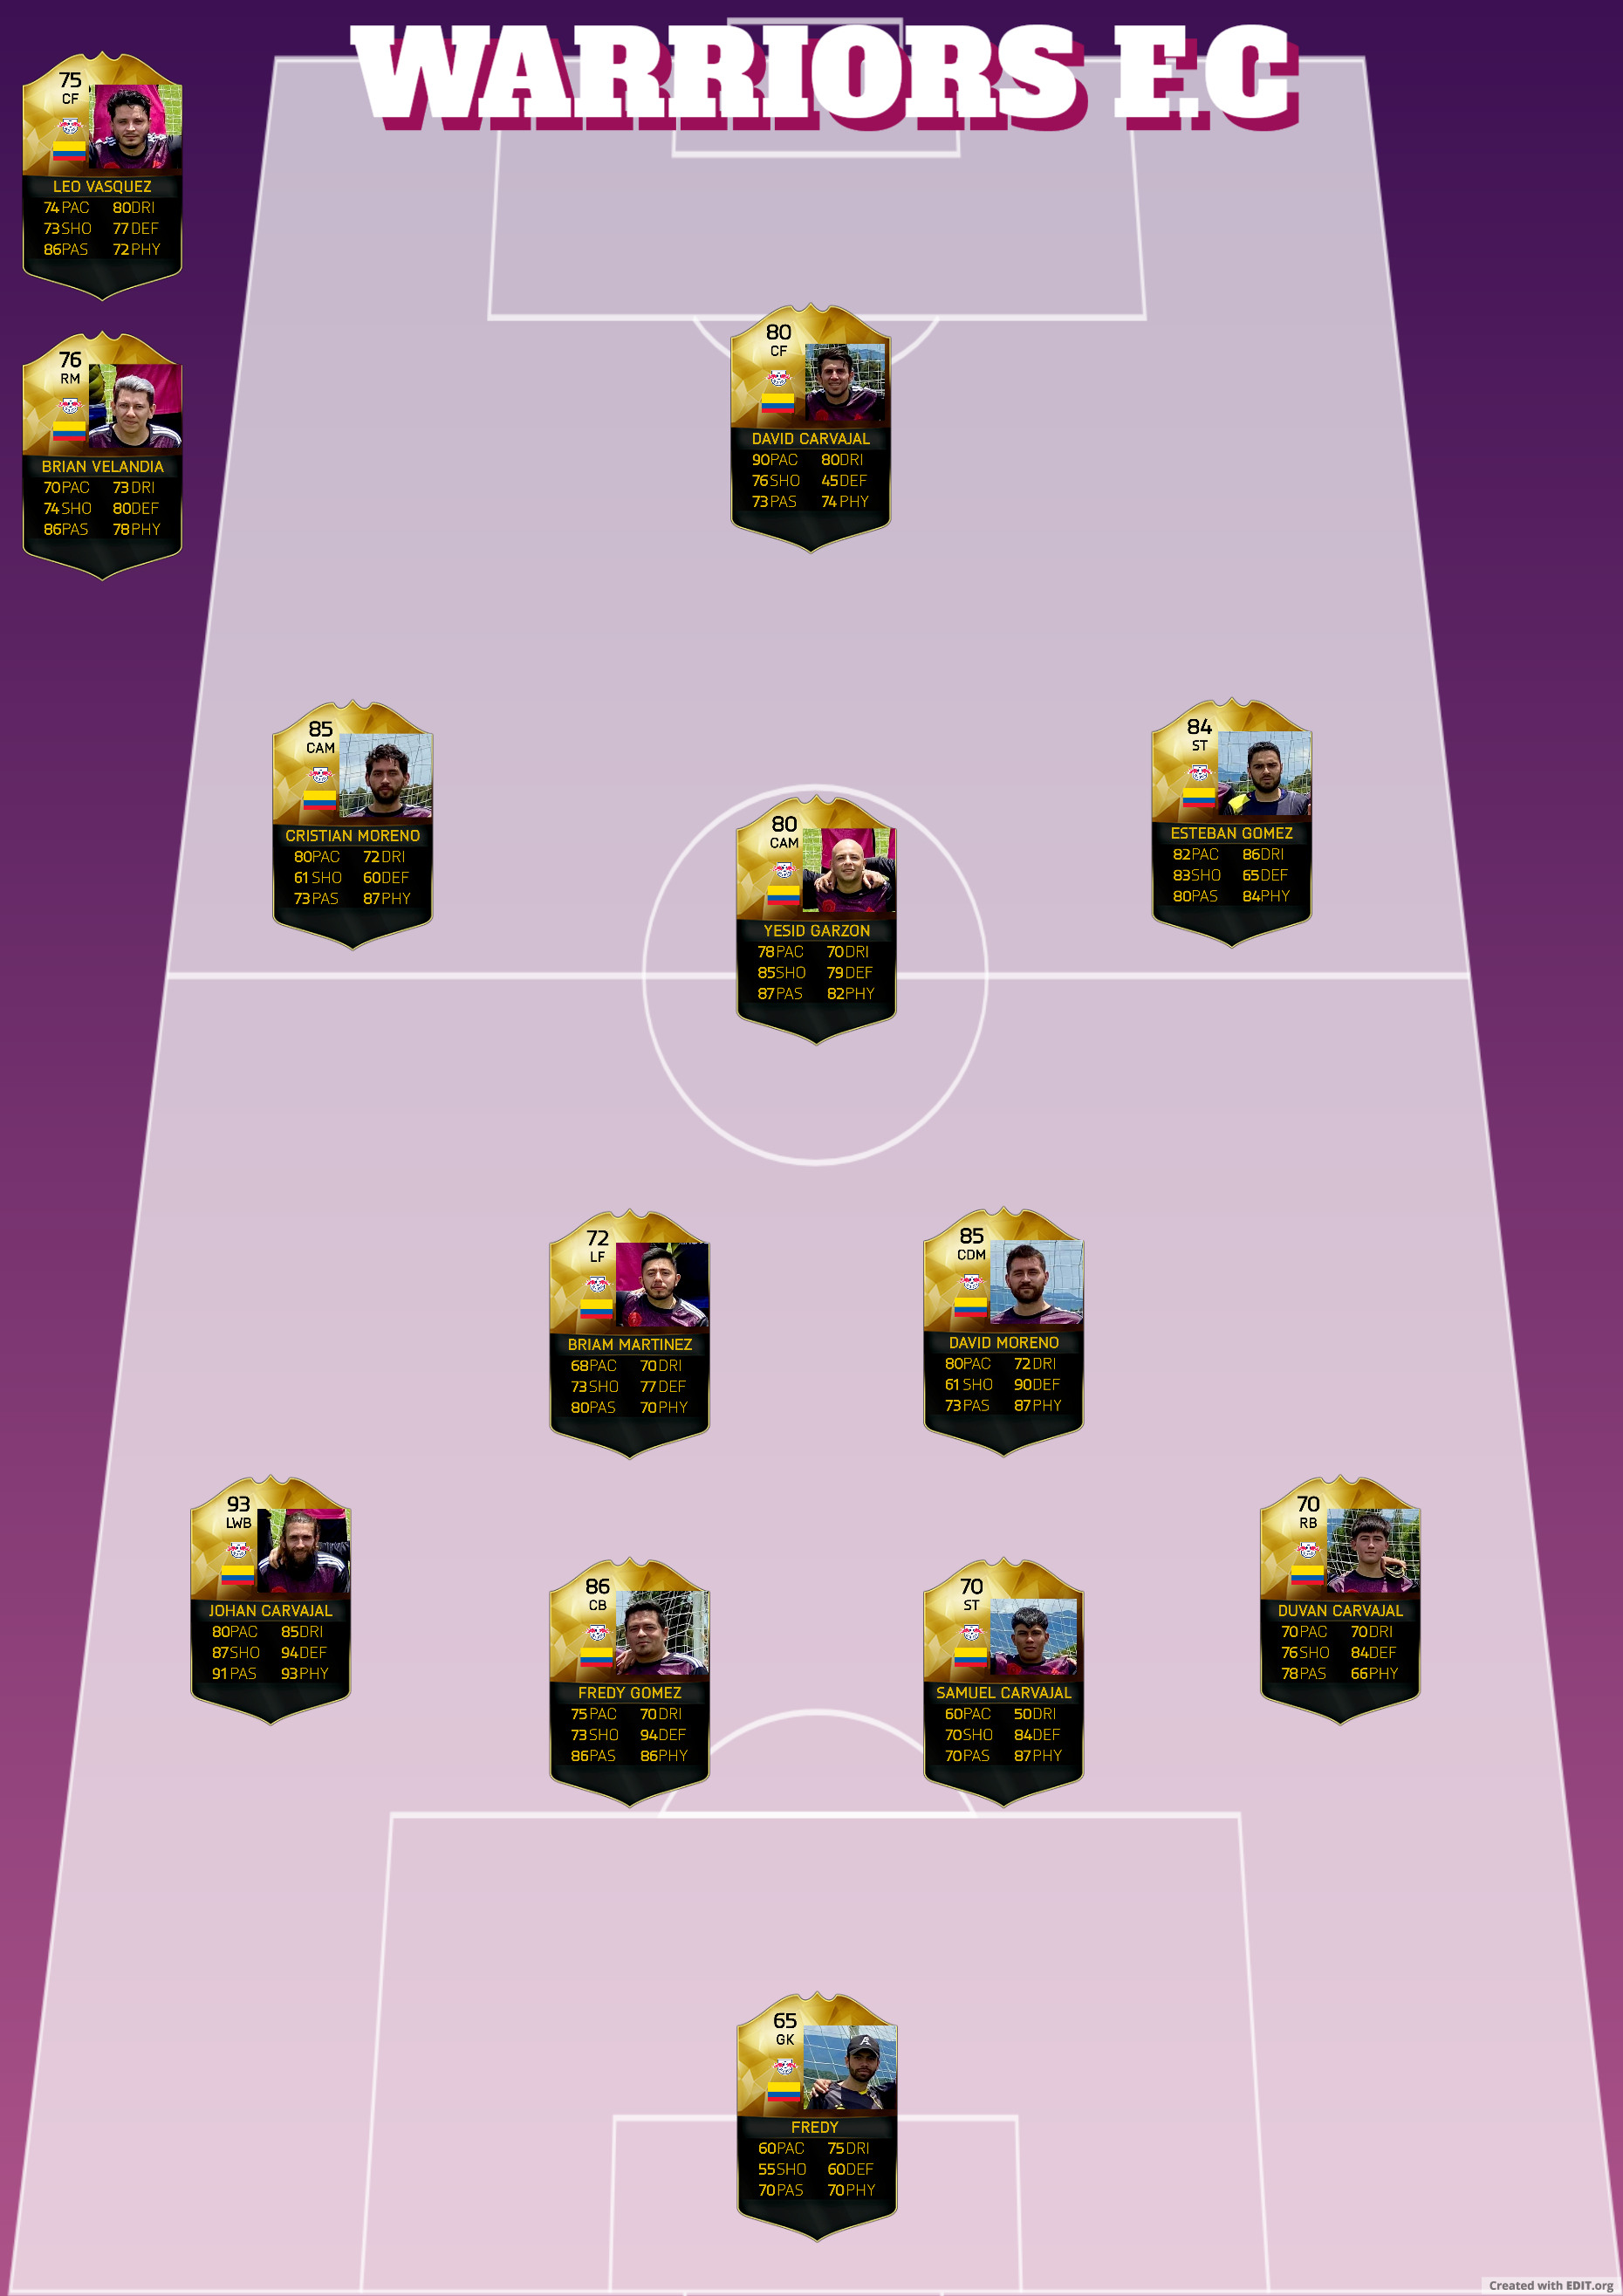 WARRIORS F.C
75
CF
LEO VASQUEZ
74 PAC 80 DRI
73 SHO 77 DEF
86 PAS 72 PHY
76
RM
BRIAN VELANDIA
70 PAC 73 DRI
74 SHO 80 DEF
86 PAS 78 PHY
80
CF
DAVID CARVAJAL
90 PAC 80 DRI
76 SHO 45 DEF
73 PAS 74 PHY
85
CAM
CRISTIAN MORENO
80 PAC 72 DRI
61 SHO 60 DEF
73 PAS 87 PHY
80
CAM
YESID GARZON
78 PAC 70 DRI
85 SHO 79 DEF
87 PAS 82 PHY
84
ST
ESTEBAN GOMEZ
82 PAC 86 DRI
83 SHO 65 DEF
80 PAS 84 PHY
72
LF
BRIAM MARTINEZ
68 PAC 70 DRI
73 SHO 77 DEF
80 PAS 70 PHY
85
CDM
DAVID MORENO
80 PAC 72 DRI
61 SHO 90 DEF
73 PAS 87 PHY
93
LWB
JOHAN CARVAJAL
80 PAC 85 DRI
87 SHO 94 DEF
91 PAS 93 PHY
86
CB
FREDY GOMEZ
75 PAC 70 DRI
73 SHO 94 DEF
86 PAS 86 PHY
70
ST
SAMUEL CARVAJAL
60 PAC 50 DRI
70 SHO 84 DEF
70 PAS 87 PHY
70
RB
DUVAN CARVAJAL
70 PAC 70 DRI
76 SHO 84 DEF
78 PAS 66 PHY
65
GK
FREDY
60 PAC 75 DRI
55 SHO 60 DEF
70 PAS 70 PHY
Created with EDIT.org